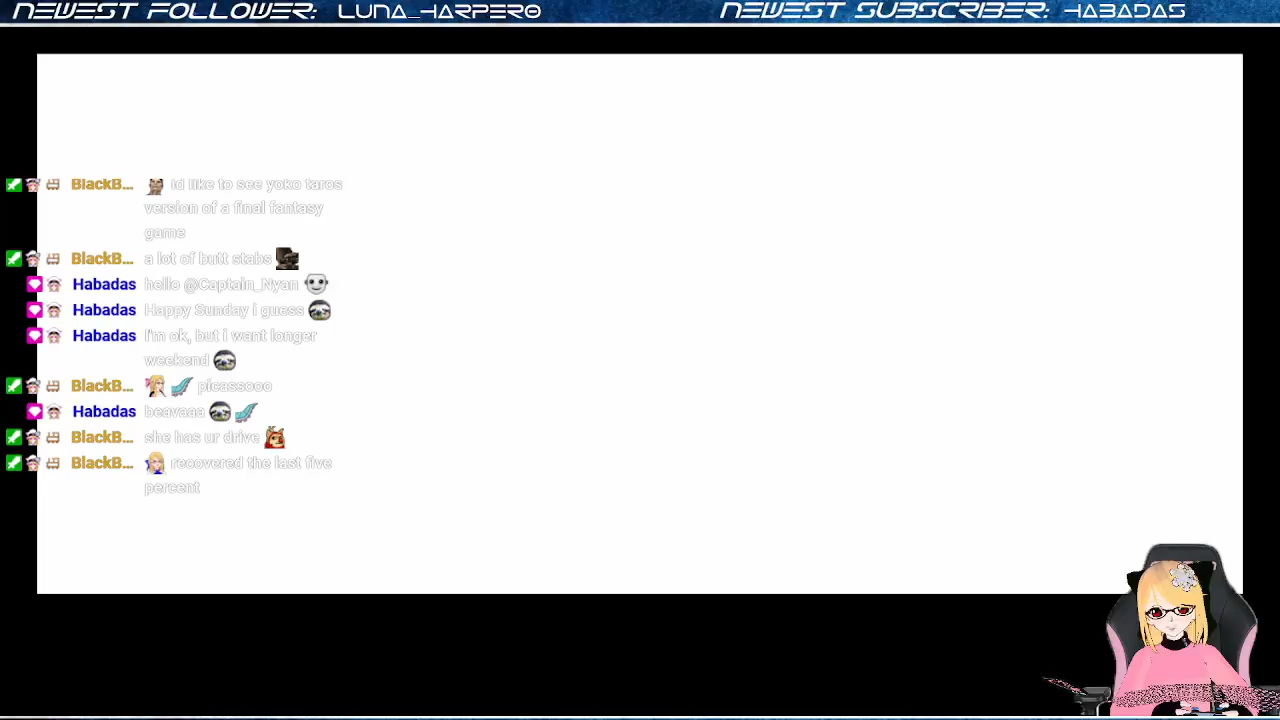 NEWEST FOLLOWER: LUNA_HARPER0 NEWEST SUBSCRIBER: HABADAS
BlackB... id like to see yoko taros
version of a final fantasy
game
BlackB... a lot of butt stabs
Habadas hello @Captain_Nyan
Habadas Happy Sunday i guess
Habadas I'm ok, but i want longer
weekend
BlackB... picassooo
Habadas beavaaa
BlackB... she has ur drive
BlackB... recovered the last five
percent